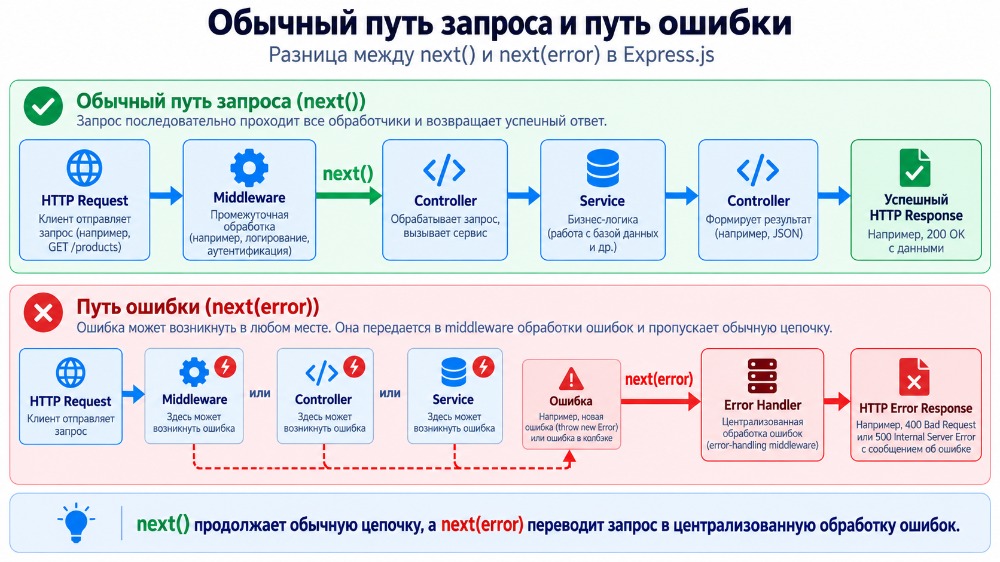 Обычный путь запроса и путь ошибки
Разница между next() и next(error) в Express.js
Обычный путь запроса (next())
Запрос последовательно проходит все обработчики и возвращает успешный ответ.
HTTP Request
Клиент отправляет
запрос (например,
GET /products)
Middleware
Промежуточная
обработка
(например, логирование,
аутентификация)
next()
Controller
Обрабатывает запрос,
вызывает сервис
Service
Бизнес-логика
(работа с базой данных
и др.)
Controller
Формирует результат
(например, JSON)
Успешный
HTTP Response
Например, 200 OK
с данными
Путь ошибки (next(error))
Ошибка может возникнуть в любом месте. Она передается в middleware обработки ошибок и пропускает обычную цепочку.
HTTP Request
Клиент отправляет
запрос
Middleware
Здесь может
возникнуть ошибка
или
Controller
Здесь может
возникнуть ошибка
или
Service
Здесь может
возникнуть ошибка
Ошибка
Например, новая
ошибка (throw new Error)
или ошибка в колбэке
next(error)
Error Handler
Централизованная
обработка ошибок
(error-handling middleware)
HTTP Error Response
Например, 400 Bad Request
или 500 Internal Server Error
с сообщением об ошибке
next() продолжает обычную цепочку, а next(error) переводит запрос в централизованную обработку ошибок.